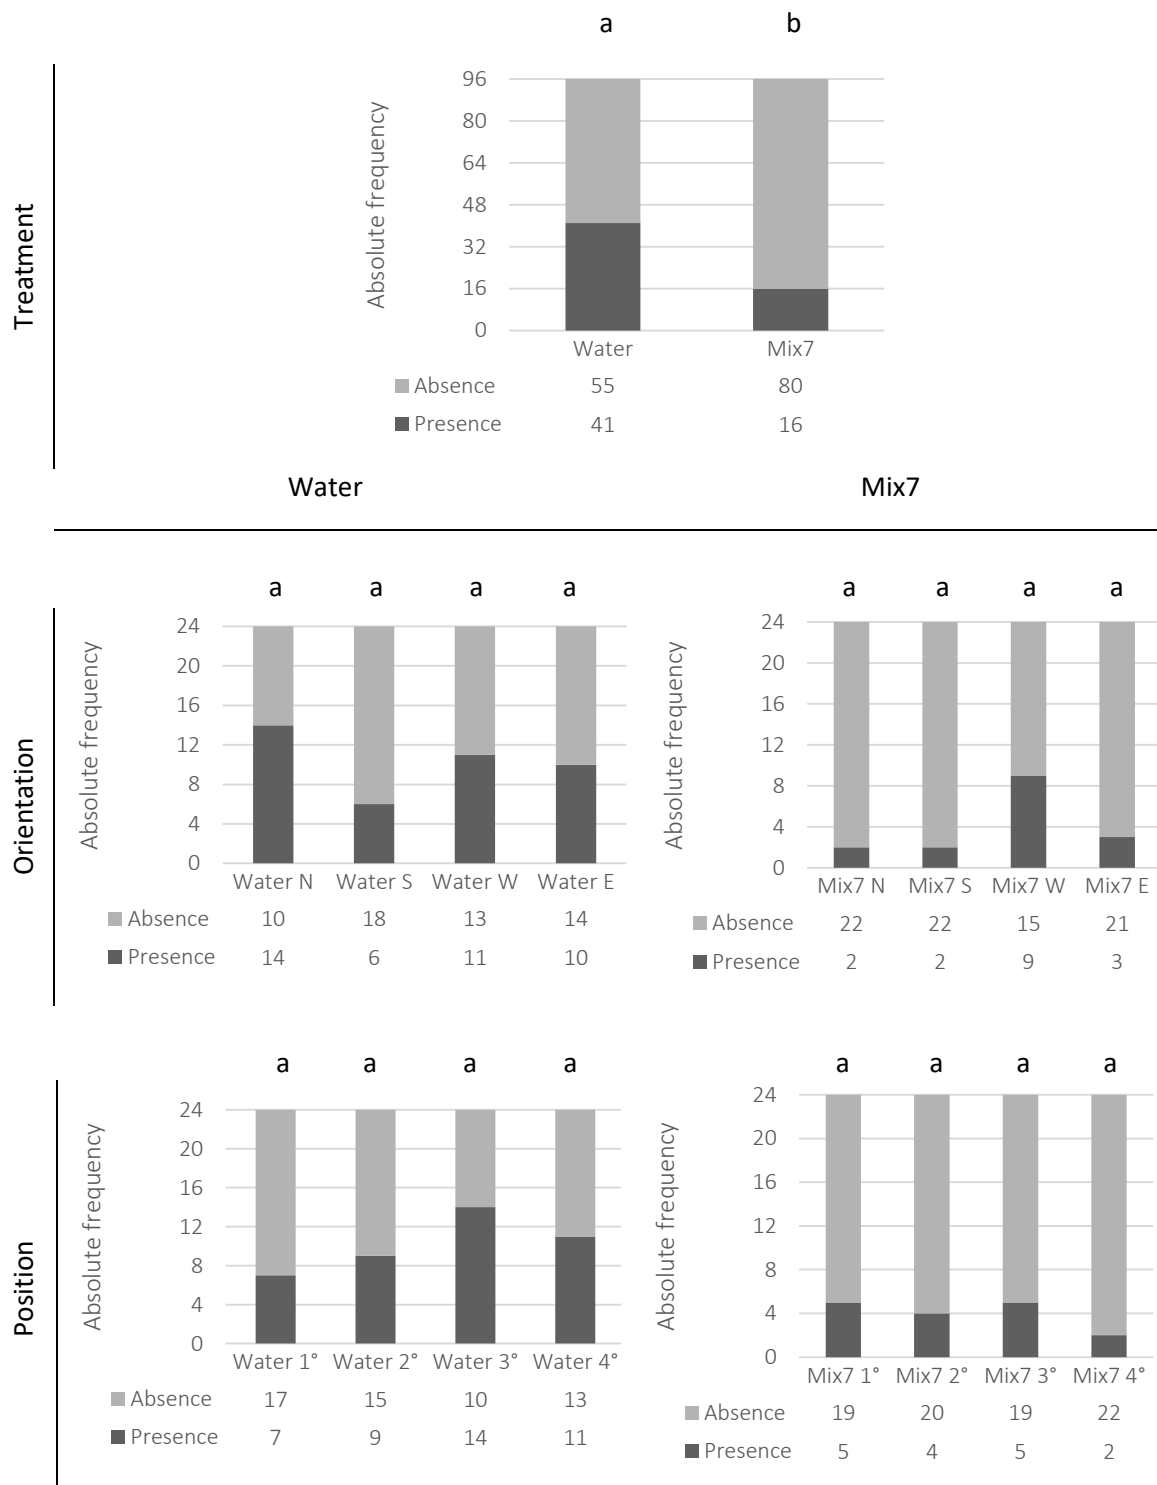 a b
Treatment
Absolute frequency
96
80
64
48
32
16
0
Water Mix7
Absence 55 80
Presence 41 16
Water Mix7
Orientation
a a a a
Absolute frequency
24
20
16
12
8
4
0
Water N Water S Water W Water E
Absence 10 18 13 14
Presence 14 6 11 10
a a a a
Absolute frequency
24
20
16
12
8
4
0
Mix7 N Mix7 S Mix7 W Mix7 E
Absence 22 22 15 21
Presence 2 2 9 3
Position
a a a a
Absolute frequency
24
20
16
12
8
4
0
Water 1° Water 2° Water 3° Water 4°
Absence 17 15 10 13
Presence 7 9 14 11
a a a a
Absolute frequency
24
20
16
12
8
4
0
Mix7 1° Mix7 2° Mix7 3° Mix7 4°
Absence 19 20 19 22
Presence 5 4 5 2